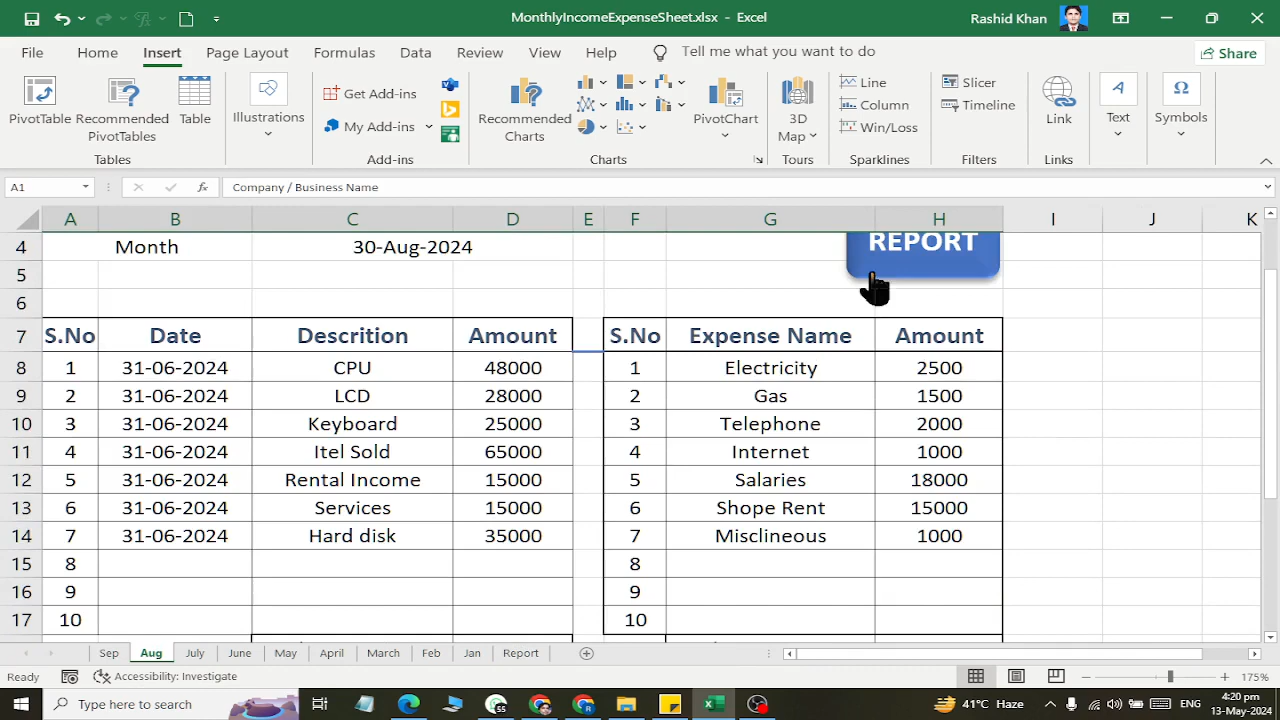 MonthlyIncomeExpenseSheet.xlsx - Excel
Rashid Khan
File Home Insert Page Layout Formulas Data Review View Help Tell me what you want to do Share
PivotTable
Recommended PivotTables
Table
Illustrations
Get Add-ins
My Add-ins
Recommended Charts
PivotChart
3D Map
Line
Column
Win/Loss
Slicer
Timeline
Link
Text
Symbols
Tables Add-ins Charts Tours Sparklines Filters Links
A1 fx Company / Business Name
A B C D E F G H I J K
4 Month 30-Aug-2024 REPORT
5
6
7 S.No Date Descrition Amount S.No Expense Name Amount
8 1 31-06-2024 CPU 48000 1 Electricity 2500
9 2 31-06-2024 LCD 28000 2 Gas 1500
10 3 31-06-2024 Keyboard 25000 3 Telephone 2000
11 4 31-06-2024 Itel Sold 65000 4 Internet 1000
12 5 31-06-2024 Rental Income 15000 5 Salaries 18000
13 6 31-06-2024 Services 15000 6 Shope Rent 15000
14 7 31-06-2024 Hard disk 35000 7 Misclineous 1000
15 8 8
16 9 9
17 10 10
Sep Aug July June May April March Feb Jan Report
Ready Accessibility: Investigate 175%
Type here to search 41°C Haze 4:20 pm
13-May-2024